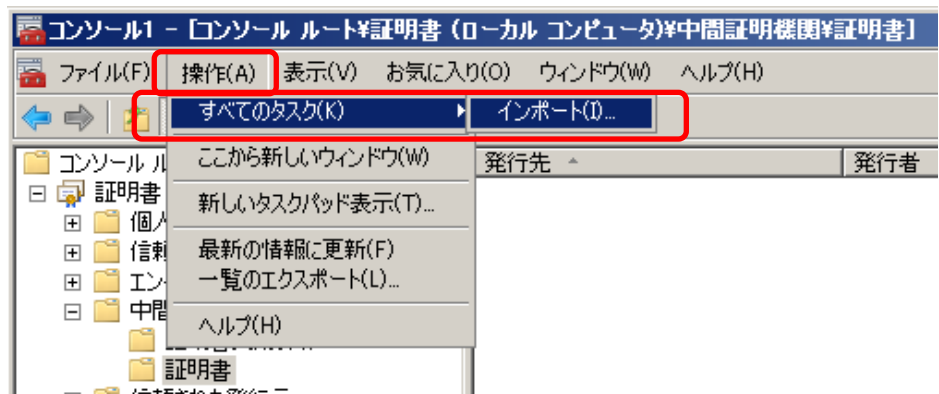 コンソール1 - [コンソール ルート¥証明書 (ローカル コンピュータ)¥中間証明機関¥証明書]
ファイル(F) 操作(A) 表示(V) お気に入り(O) ウィンドウ(W) ヘルプ(H)
すべてのタスク(K) インポート(I)...
ここから新しいウィンドウ(W)
新しいタスクパッド表示(T)...
最新の情報に更新(F)
一覧のエクスポート(L)...
ヘルプ(H)
コンソール ル
証明書
個人
信頼
エン
中間
証明書
発行先
発行者